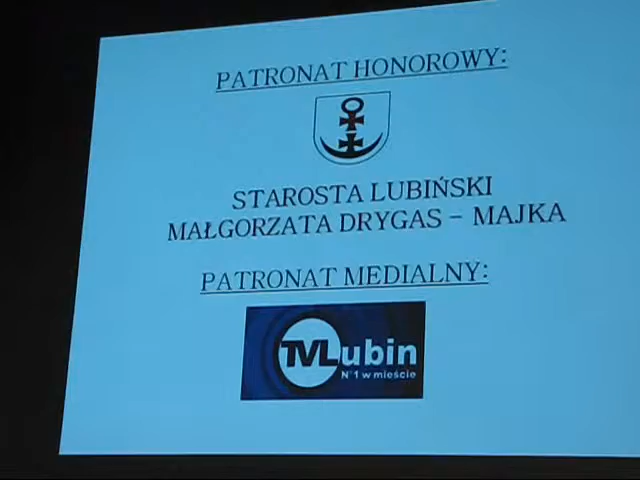 PATRONAT HONOROWY:
STAROSTA LUBIŃSKI
MAŁGORZATA DRYGAS – MAJKA
PATRONAT MEDIALNY:
TVLubin
N°1 w mieście